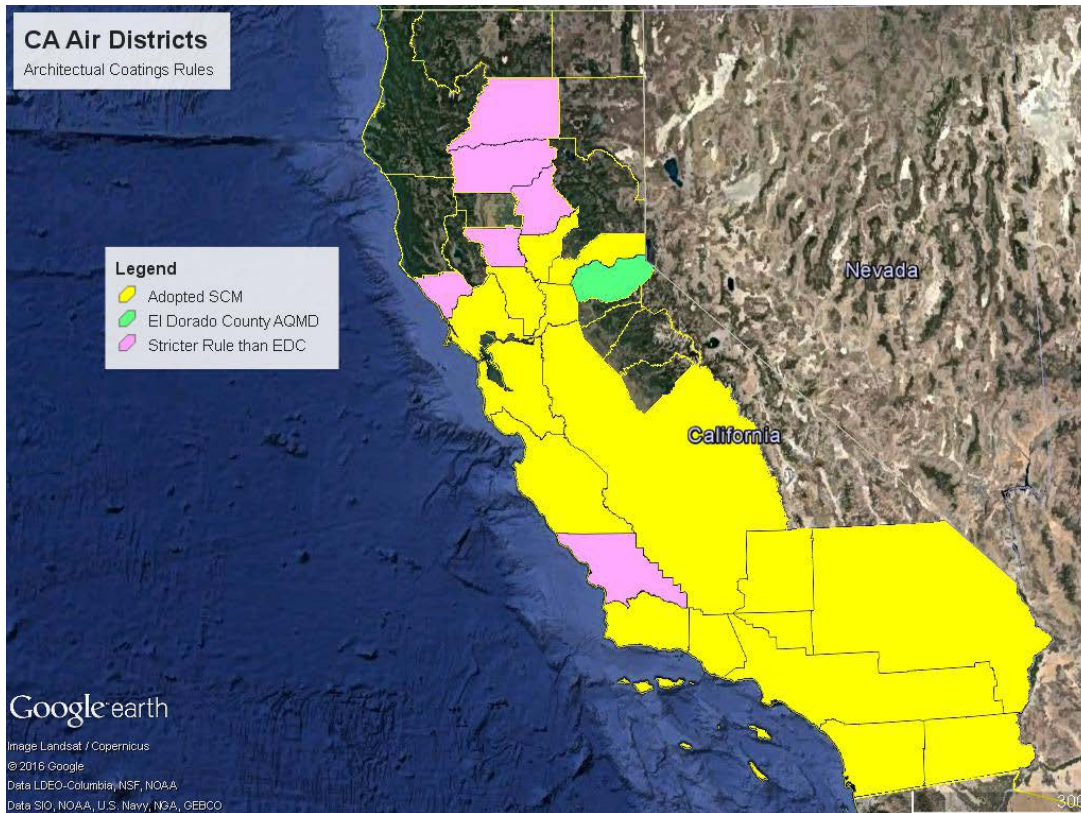 CA Air Districts
Architectual Coatings Rules
Legend
Adopted SCM
El Dorado County AQMD
Stricter Rule than EDC
Nevada
California
Google earth
Image Landsat / Copernicus
© 2016 Google
Data LDEO-Columbia, NSF, NOAA
Data SIO, NOAA, U.S. Navy, NGA, GEBCO
300